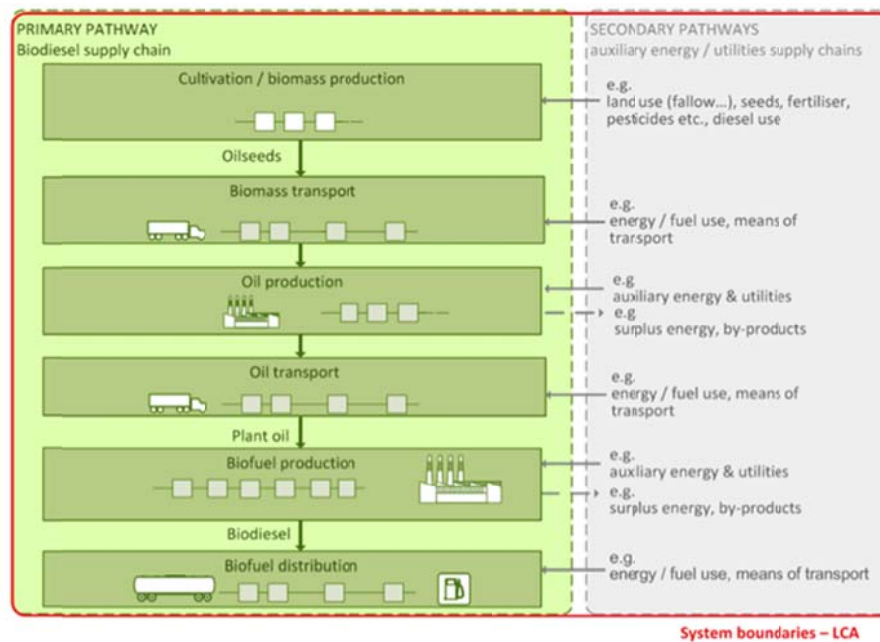 PRIMARY PATHWAY
Biodiesel supply chain
SECONDARY PATHWAYS
auxiliary energy / utilities supply chains
Cultivation / biomass production
e.g.
land use (fallow...), seeds, fertiliser,
pesticides etc., diesel use
Oilseeds
Biomass transport
e.g.
energy / fuel use, means of
transport
Oil production
e.g
auxiliary energy & utilities
e.g
surplus energy, by-products
Oil transport
e.g.
energy / fuel use, means of
transport
Plant oil
Biofuel production
e.g.
auxiliary energy & utilities
e.g.
surplus energy, by-products
Biodiesel
Biofuel distribution
e.g.
energy / fuel use, means of transport
System boundaries – LCA